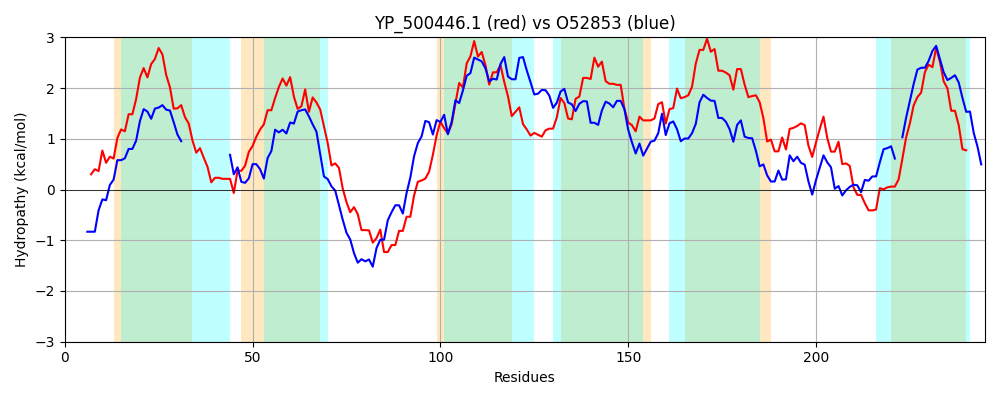 YP_500446.1 (red) vs O52853 (blue)
Hydropathy (kcal/mol)
3
2
1
0
−1
−2
−3
0 50 100 150 200
Residues